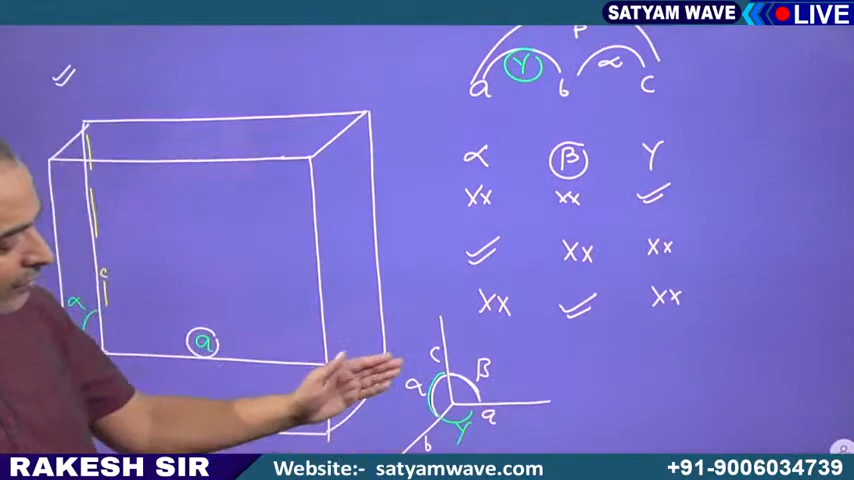 SATYAM WAVE LIVE
β
γ α
a b c
α β γ
xx xx
xx xx
xx xx
c
α
a
c β
α a
γ
b
RAKESH SIR Website:- satyamwave.com +91-9006034739